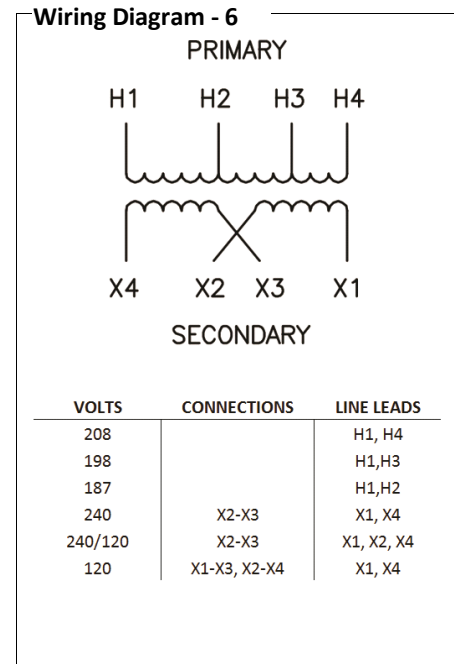 Wiring Diagram - 6
PRIMARY
H1 H2 H3 H4
X4 X2 X3 X1
SECONDARY
VOLTS CONNECTIONS LINE LEADS
208 H1, H4
198 H1,H3
187 H1,H2
240 X2-X3 X1, X4
240/120 X2-X3 X1, X2, X4
120 X1-X3, X2-X4 X1, X4